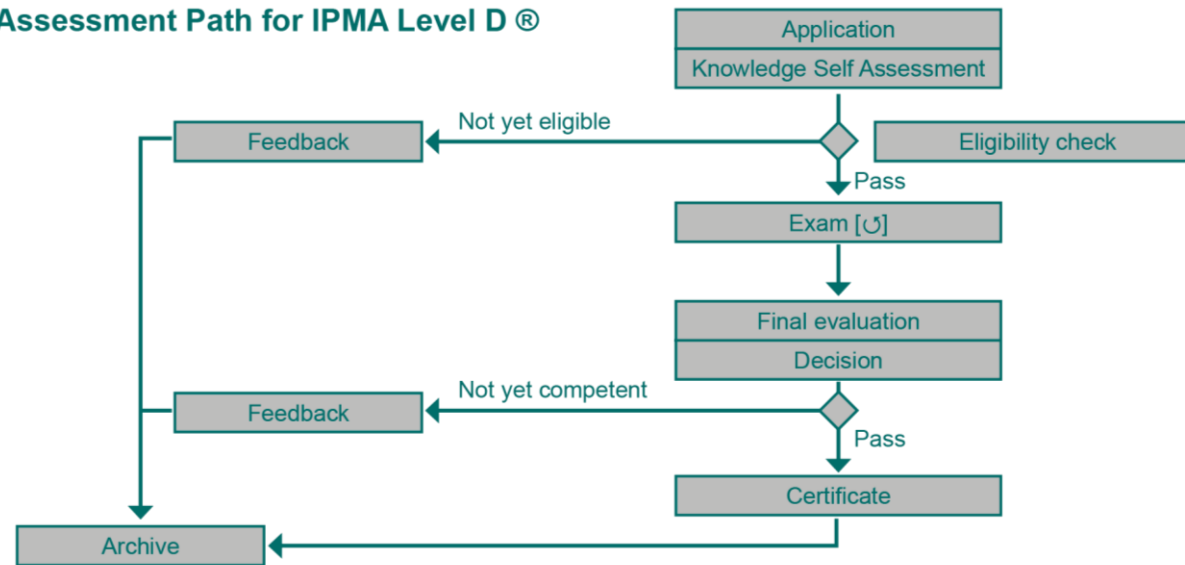 Assessment Path for IPMA Level D ®
Application
Knowledge Self Assessment
Not yet eligible
Feedback
Eligibility check
Pass
Exam [↺]
Final evaluation
Decision
Not yet competent
Feedback
Pass
Certificate
Archive